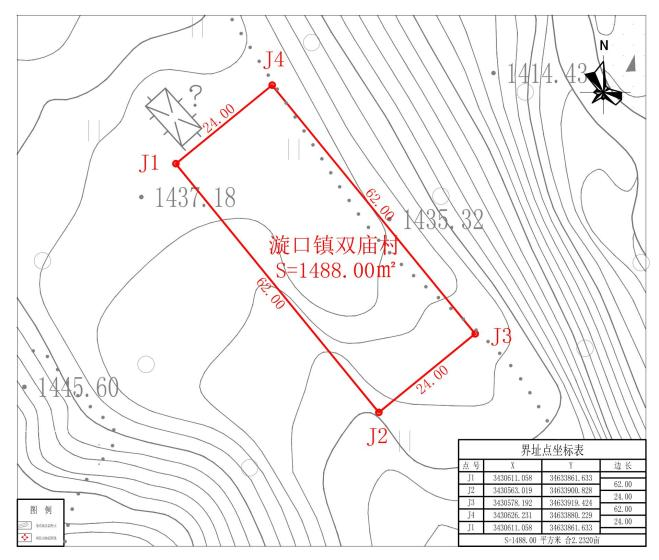 N
J4
1414.43
?
24.00
J1
1437.18
62.00
1435.32
漩口镇双庙村
S=1488.00㎡
62.00
J3
24.00
1445.60
J2
界址点坐标表
点 号 X Y 边 长
J1 3430611.058 34633861.633
62.00
J2 3430563.019 34633900.828
24.00
J3 3430578.192 34633919.424
62.00
J4 3430626.231 34633880.229
24.00
J1 3430611.058 34633861.633
S=1488.00 平方米 合2.2320亩
图 例